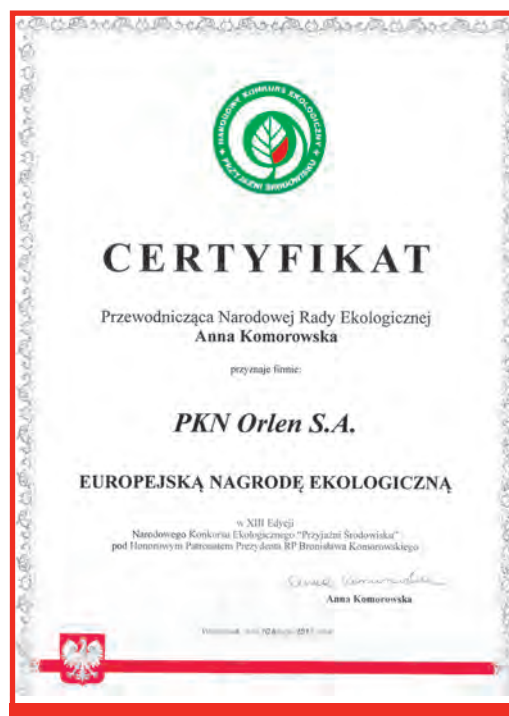 NARODOWY KONKURS EKOLOGICZNY
PRZYJAŹNI ŚRODOWISKU
CERTYFIKAT
Przewodnicząca Narodowej Rady Ekologicznej
Anna Komorowska
przyznaje firmie:
PKN Orlen S.A.
EUROPEJSKĄ NAGRODĘ EKOLOGICZNĄ
w XIII Edycji
Narodowego Konkursu Ekologicznego "Przyjaźni Środowisku"
pod Honorowym Patronatem Prezydenta RP Bronisława Komorowskiego
Anna Komorowska